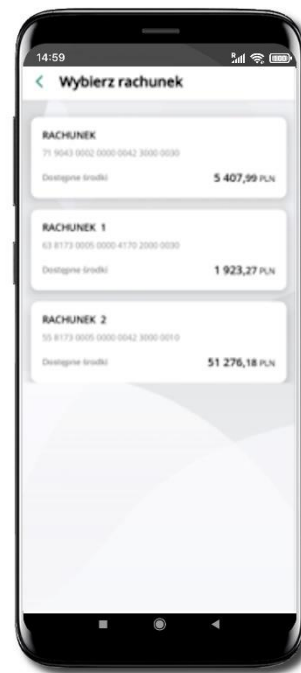 14:59
Wybierz rachunek
RACHUNEK
71 9043 0002 0000 0042 3000 0030
Dostępne środki 5 407,99 PLN
RACHUNEK 1
63 8173 0005 0000 4170 2000 0030
Dostępne środki 1 923,27 PLN
RACHUNEK 2
55 8173 0005 0000 0042 3000 0010
Dostępne środki 51 276,18 PLN